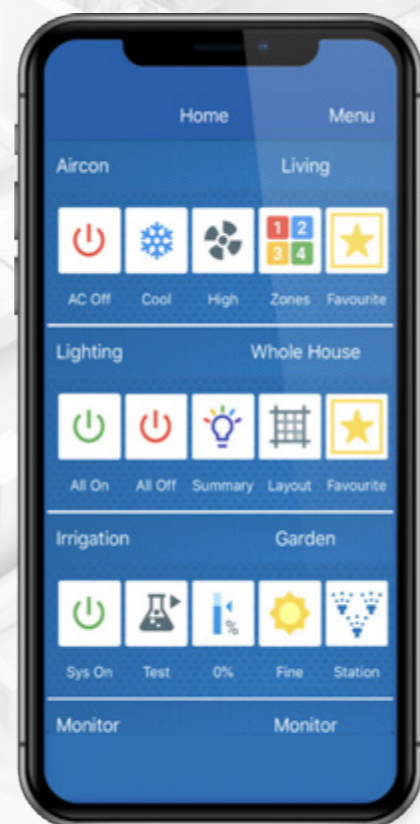 Home Menu
Aircon Living
1 2
3 4
AC Off Cool High Zones Favourite
Lighting Whole House
All On All Off Summary Layout Favourite
Irrigation Garden
%
Sys On Test 0% Fine Station
Monitor Monitor